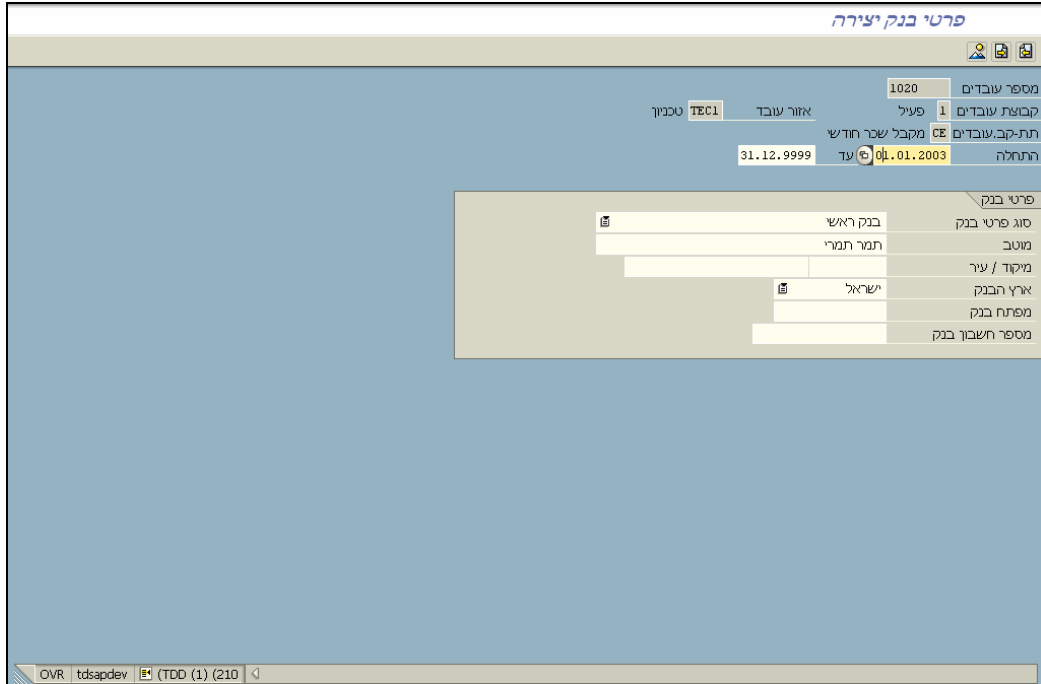 פרטי בנק יצירה
מספר עובדים 1020
קבוצת עובדים 1 פעיל אזור עובד TEC1 טכניון
תת-קב.עובדים CE מקבל שכר חודשי
התחלה 01.01.2003 עד 31.12.9999
פרטי בנק
סוג פרטי בנק בנק ראשי
מוטב תמר תמרי
מיקוד / עיר
ארץ הבנק ישראל
מפתח בנק
מספר חשבון בנק
OVR tdsapdev (TDD (1) (210